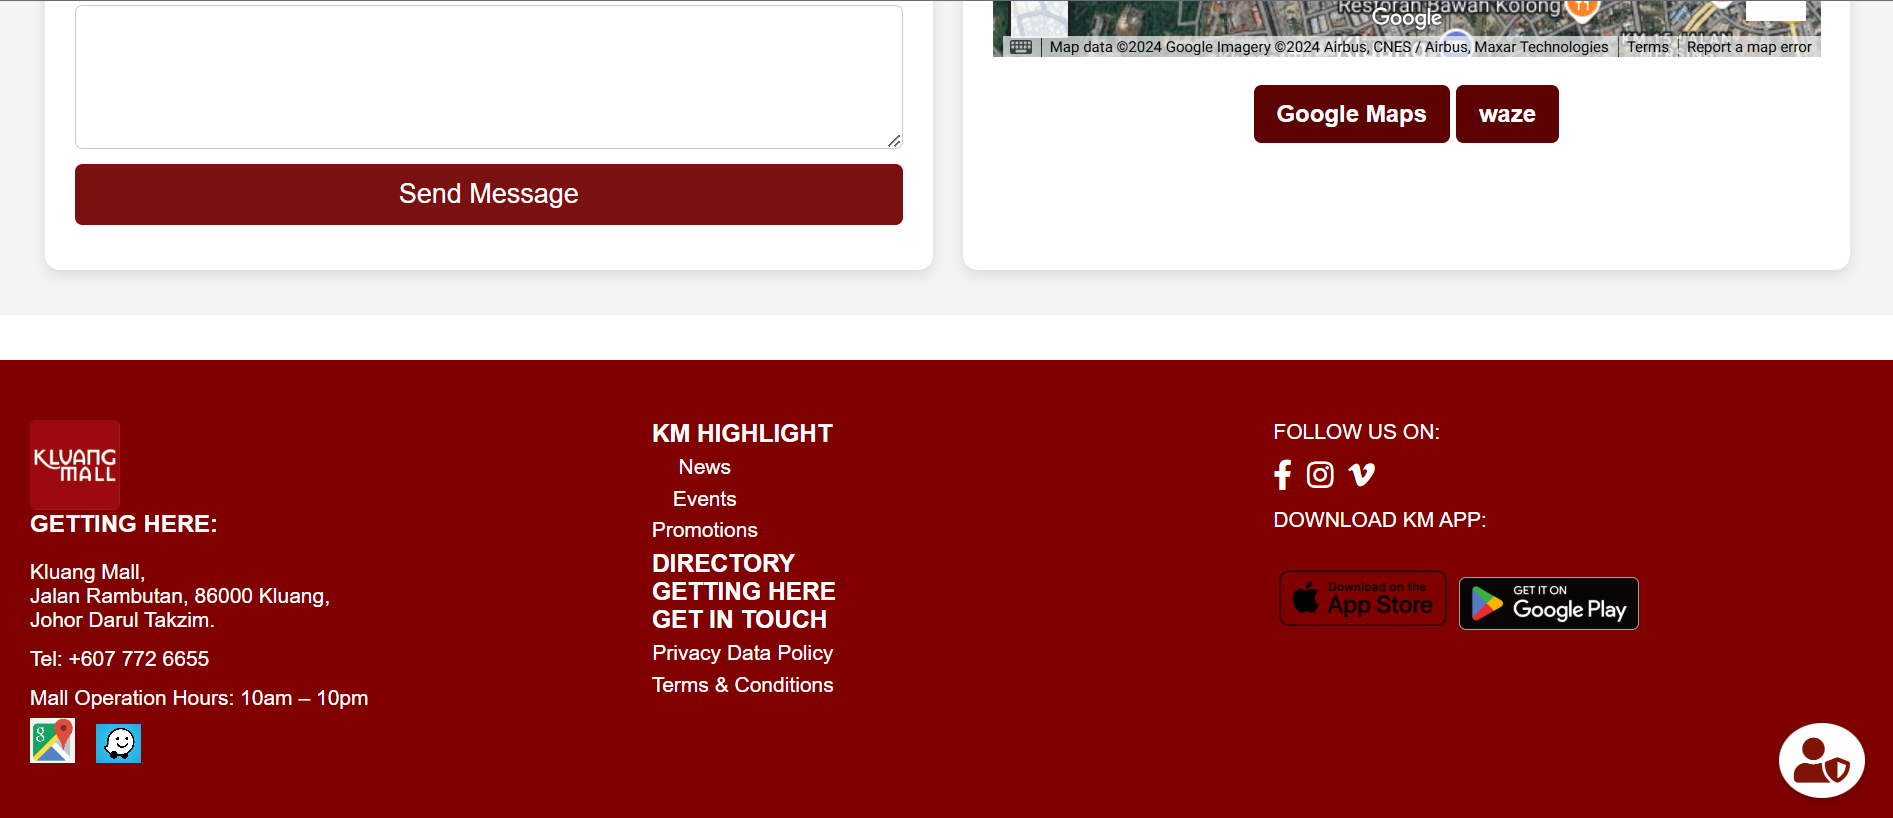 Restoran Bawah Kolong
Google
Map data ©2024 Google Imagery ©2024 Airbus, CNES / Airbus, Maxar Technologies
Terms
Report a map error
Google Maps
waze
Send Message
KLUANG
MALL
GETTING HERE:
Kluang Mall,
Jalan Rambutan, 86000 Kluang,
Johor Darul Takzim.
Tel: +607 772 6655
Mall Operation Hours: 10am – 10pm
KM HIGHLIGHT
News
Events
Promotions
DIRECTORY
GETTING HERE
GET IN TOUCH
Privacy Data Policy
Terms & Conditions
FOLLOW US ON:
DOWNLOAD KM APP:
Download on the
App Store
GET IT ON
Google Play